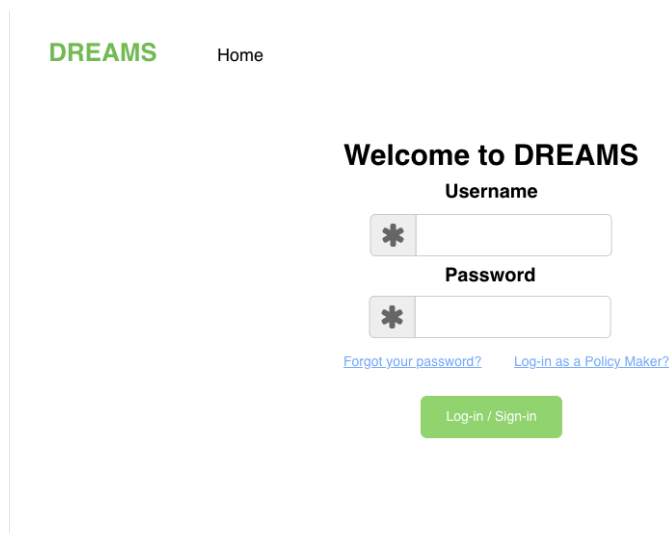 DREAMS Home
Welcome to DREAMS
Username
Password
Forgot your password? Log-in as a Policy Maker?
Log-in / Sign-in